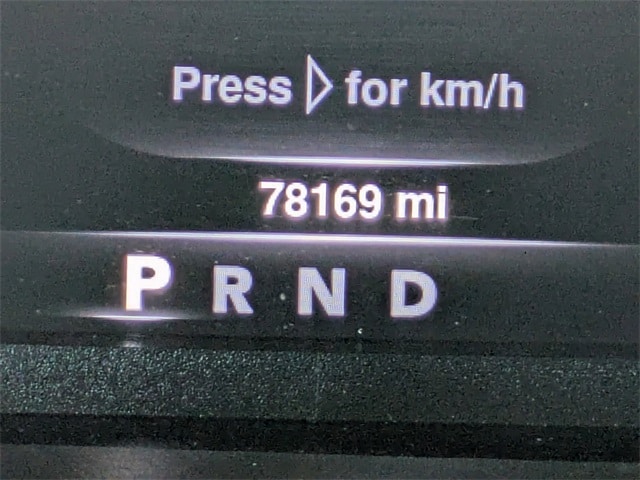 Press ▷ for km/h
78169 mi
P R N D